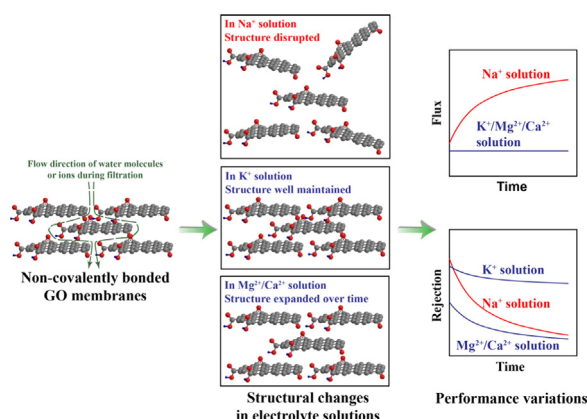 Flow direction of water molecules
or ions during filtration
Non-covalently bonded
GO membranes
In Na⁺ solution
Structure disrupted
In K⁺ solution
Structure well maintained
In Mg²⁺/Ca²⁺ solution
Structure expanded over time
Structural changes
in electrolyte solutions
Flux
Na⁺ solution
K⁺/Mg²⁺/Ca²⁺
solution
Time
Rejection
K⁺ solution
Na⁺ solution
Mg²⁺/Ca²⁺ solution
Time
Performance variations